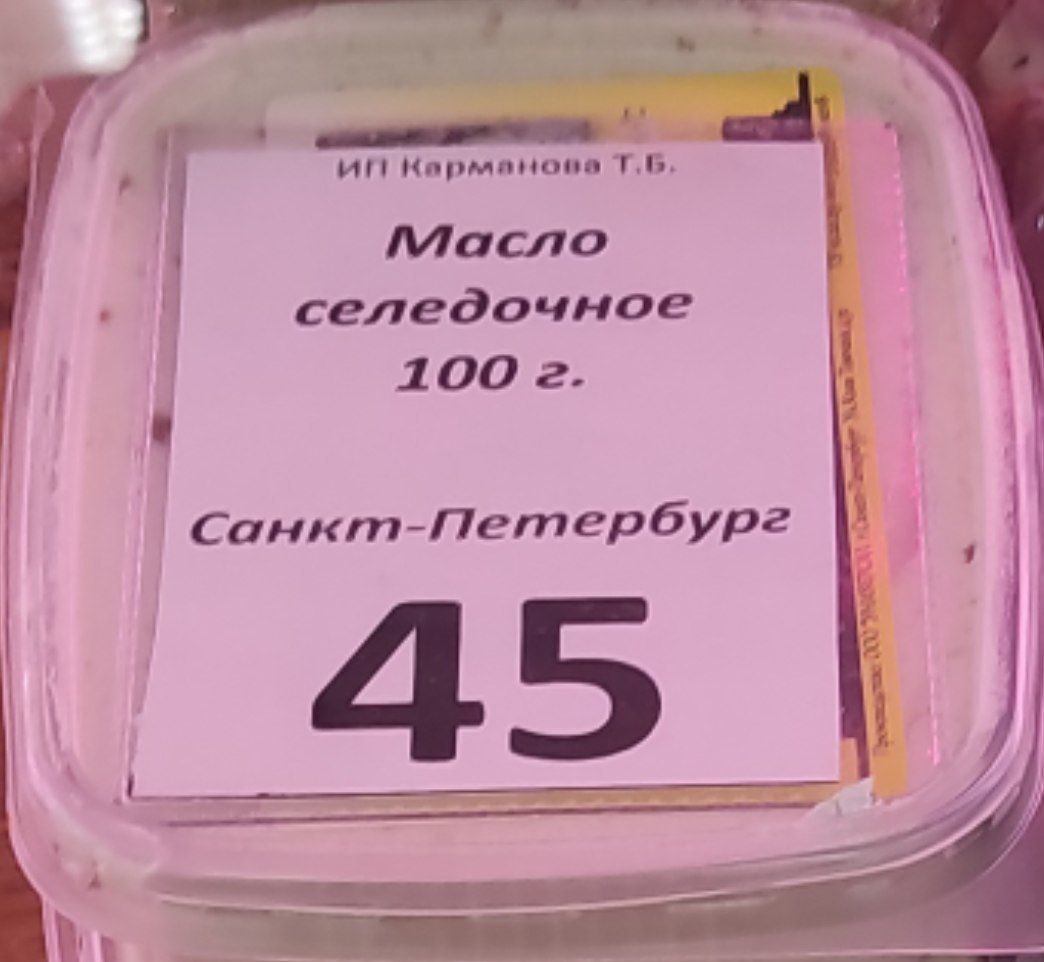 ИП Карманова Т.Б.
Масло
селедочное
100 г.
Санкт-Петербург
45